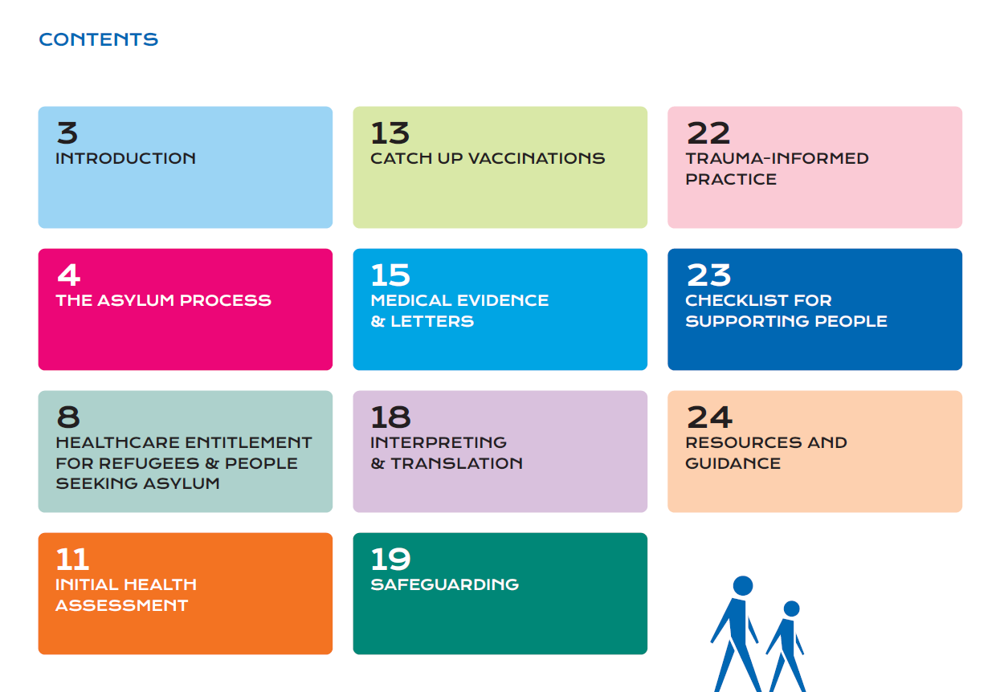 CONTENTS
3
INTRODUCTION
4
THE ASYLUM PROCESS
8
HEALTHCARE ENTITLEMENT
FOR REFUGEES & PEOPLE
SEEKING ASYLUM
11
INITIAL HEALTH
ASSESSMENT
13
CATCH UP VACCINATIONS
15
MEDICAL EVIDENCE
& LETTERS
18
INTERPRETING
& TRANSLATION
19
SAFEGUARDING
22
TRAUMA-INFORMED
PRACTICE
23
CHECKLIST FOR
SUPPORTING PEOPLE
24
RESOURCES AND
GUIDANCE